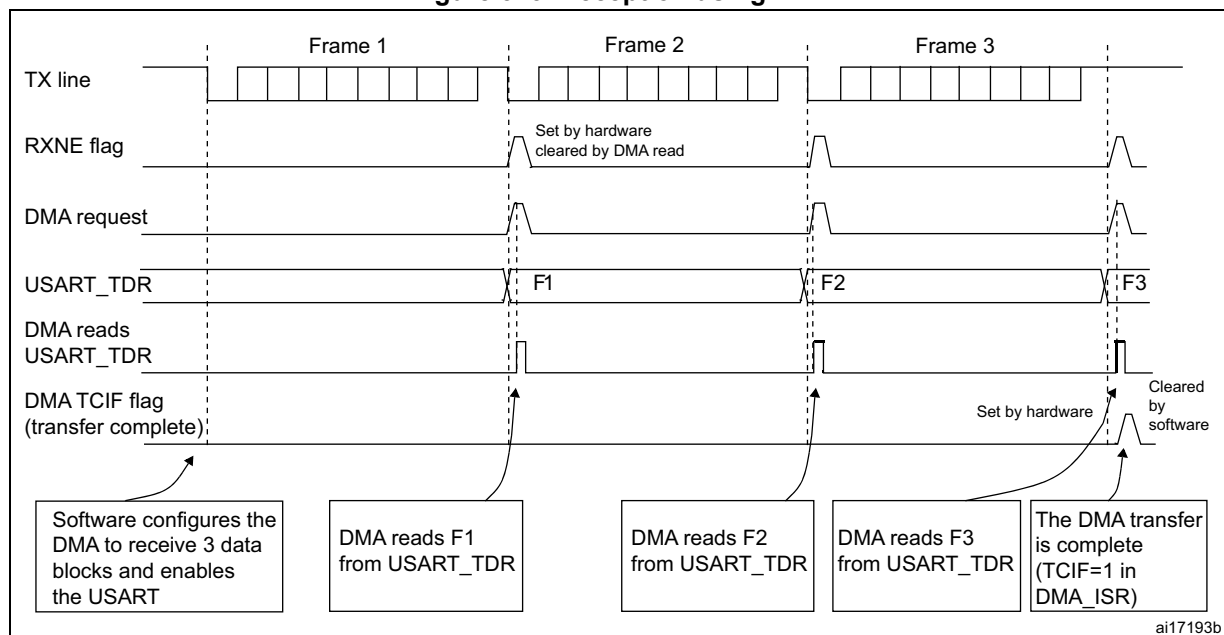 Frame 1
Frame 2
Frame 3
TX line
RXNE flag
Set by hardware
cleared by DMA read
DMA request
USART_TDR
F1
F2
F3
DMA reads
USART_TDR
DMA TCIF flag
(transfer complete)
Set by hardware
Cleared
by
software
Software configures the
DMA to receive 3 data
blocks and enables
the USART
DMA reads F1
from USART_TDR
DMA reads F2
from USART_TDR
DMA reads F3
from USART_TDR
The DMA transfer
is complete
(TCIF=1 in
DMA_ISR)
ai17193b